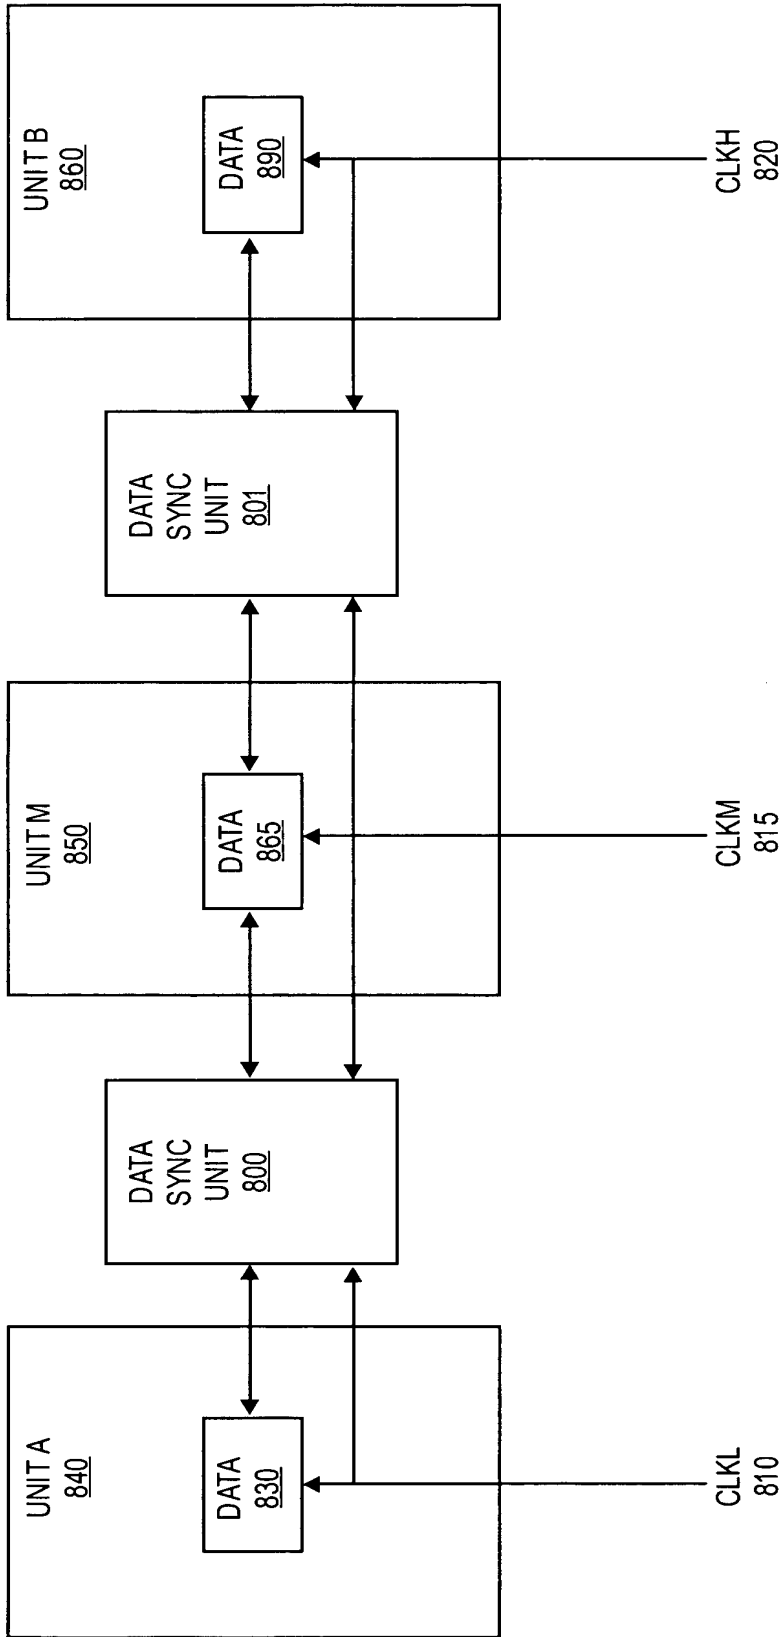 UNIT A
840
DATA
830
DATA
SYNC
UNIT
800
UNIT M
850
DATA
865
DATA
SYNC
UNIT
801
UNIT B
860
DATA
890
CLKL
810
CLKM
815
CLKH
820